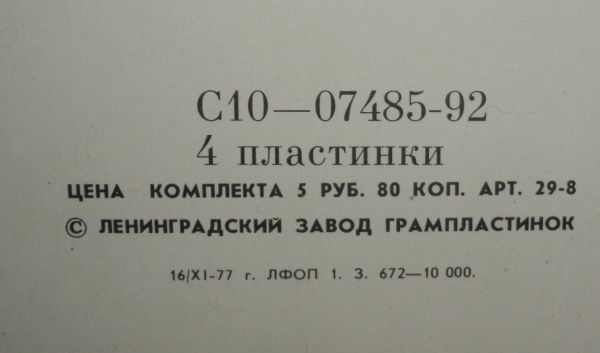 С10—07485-92
4 пластинки
ЦЕНА КОМПЛЕКТА 5 РУБ. 80 КОП. АРТ. 29-8
© ЛЕНИНГРАДСКИЙ ЗАВОД ГРАМПЛАСТИНОК
16/XI-77 г. ЛФОП 1. З. 672—10 000.